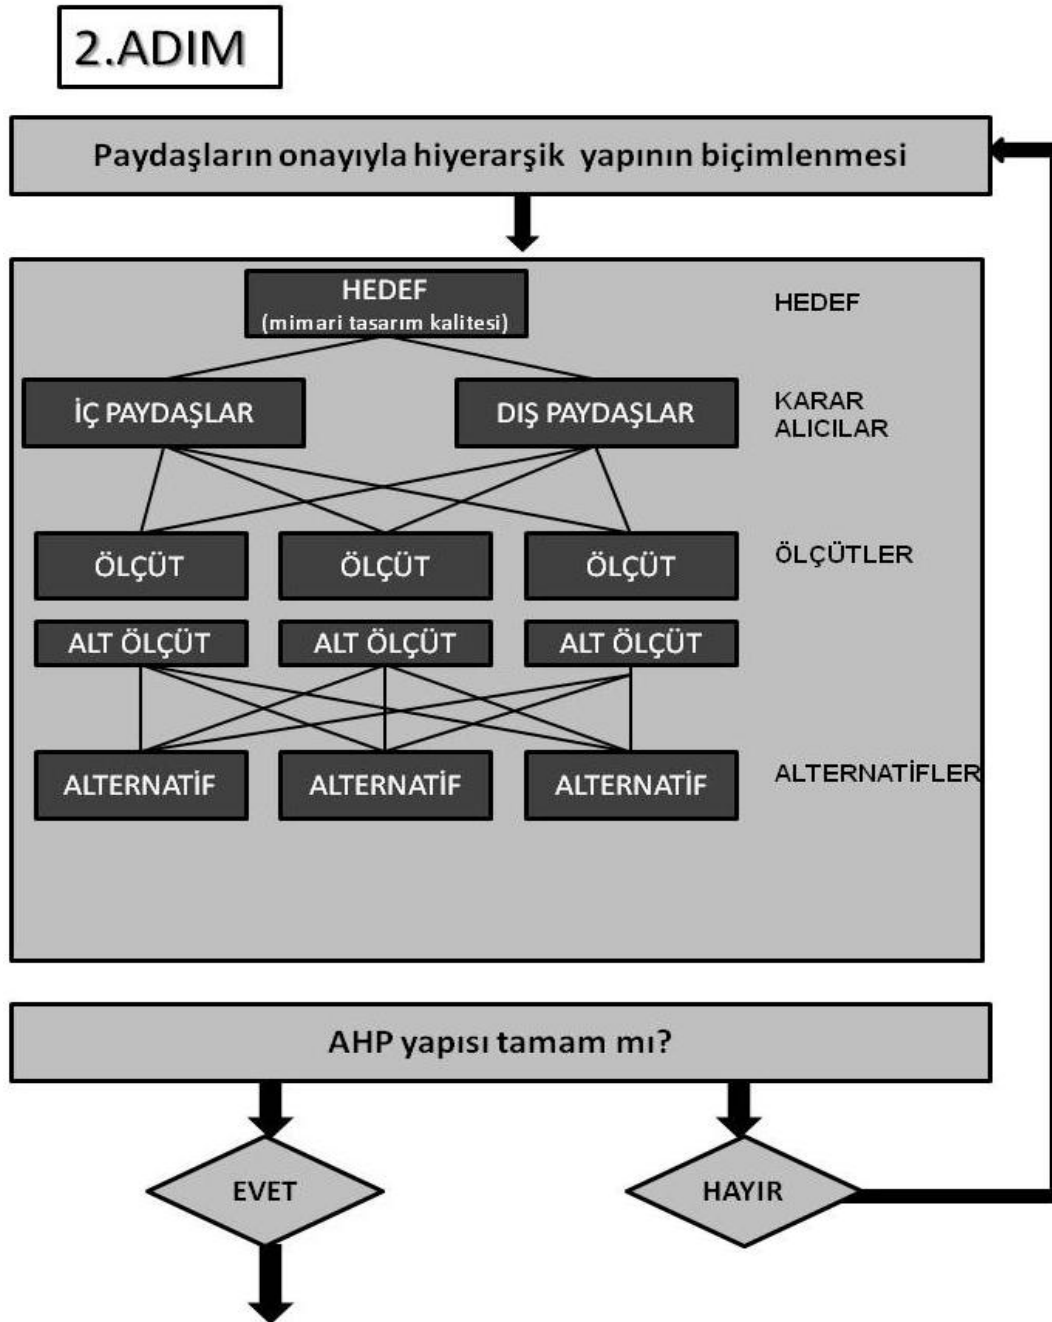 2.ADIM
Paydaşların onayıyla hiyerarşik yapının biçimlenmesi
HEDEF
(mimari tasarım kalitesi)
HEDEF
İÇ PAYDAŞLAR
DIŞ PAYDAŞLAR
KARAR
ALICILAR
ÖLÇÜT
ÖLÇÜT
ÖLÇÜT
ÖLÇÜTLER
ALT ÖLÇÜT
ALT ÖLÇÜT
ALT ÖLÇÜT
ALTERNATİF
ALTERNATİF
ALTERNATİF
ALTERNATİFLER
AHP yapısı tamam mı?
EVET
HAYIR